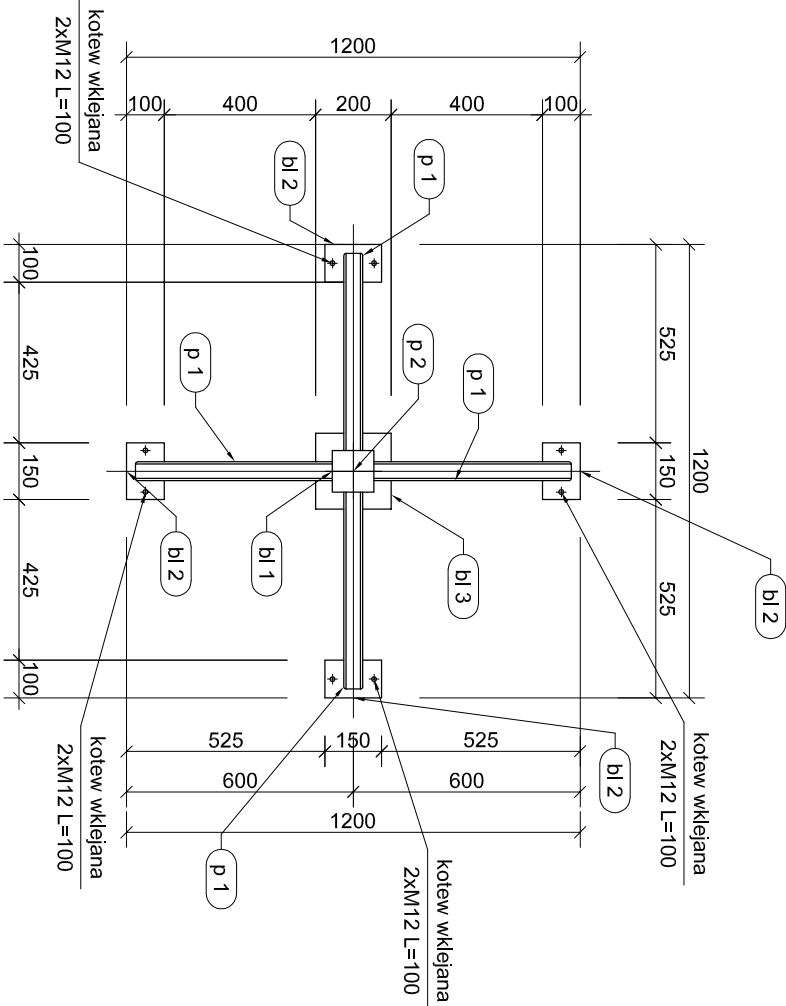 kotew wklejana
2xM12 L=100
1200
100
400
200
400
100
bl 2
p 1
100
425
150
425
100
525
150
525
1200
p 1
p 2
p 1
bl 2
bl 1
bl 3
bl 2
kotew wklejana
2xM12 L=100
kotew wklejana
2xM12 L=100
525
150
525
600
600
1200
bl 2
p 1
kotew wklejana
2xM12 L=100